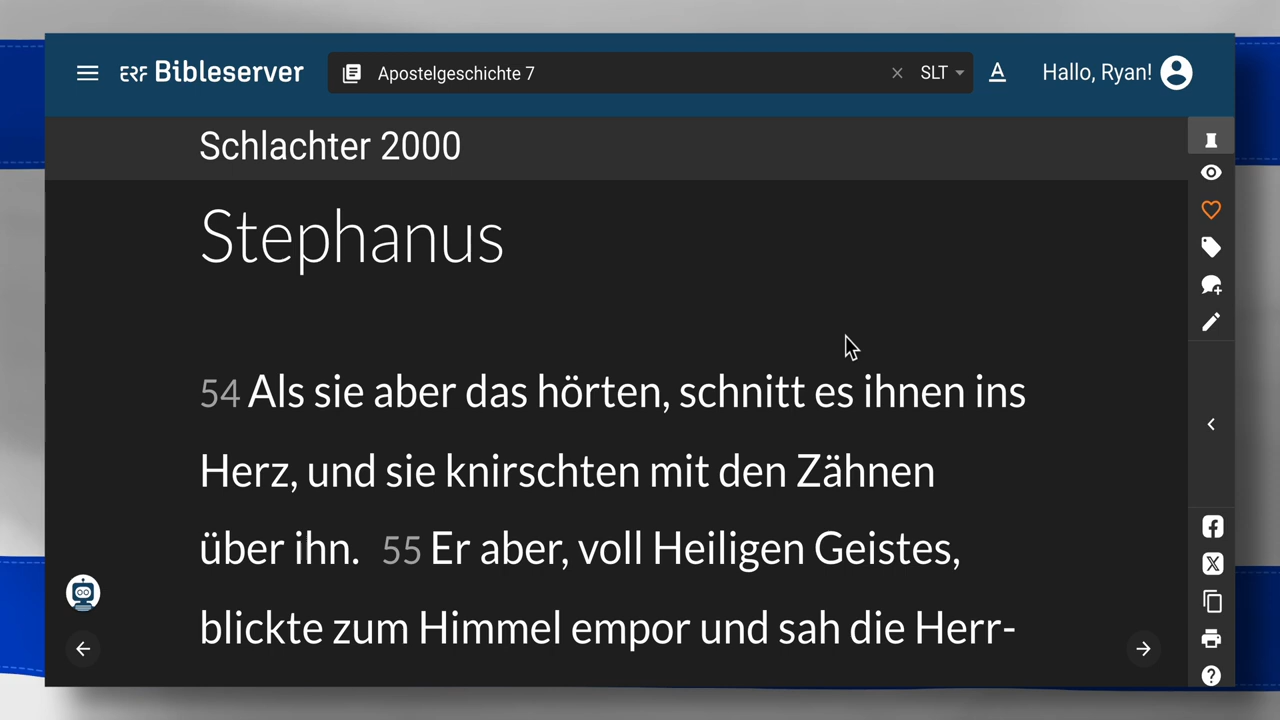 ERF Bibleserver
Apostelgeschichte 7
SLT
A
Hallo, Ryan!
Schlachter 2000
Stephanus
54 Als sie aber das hörten, schnitt es ihnen ins
Herz, und sie knirschten mit den Zähnen
über ihn. 55 Er aber, voll Heiligen Geistes,
blickte zum Himmel empor und sah die Herr-